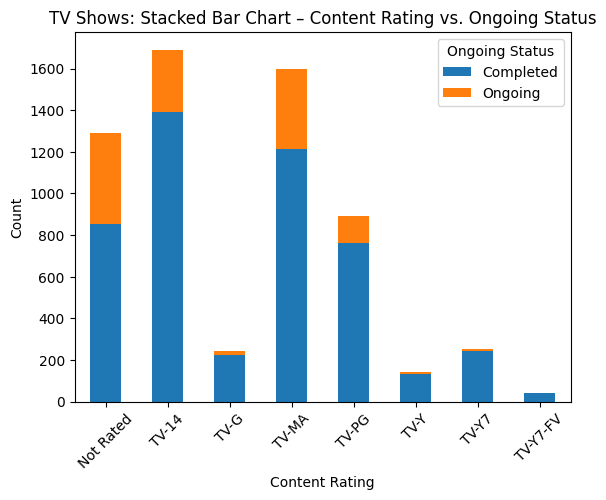 TV Shows: Stacked Bar Chart – Content Rating vs. Ongoing Status
Ongoing Status
Completed
Ongoing
Count
1600
1400
1200
1000
800
600
400
200
0
Not Rated
TV-14
TV-G
TV-MA
TV-PG
TV-Y
TV-Y7
TV-Y7-FV
Content Rating